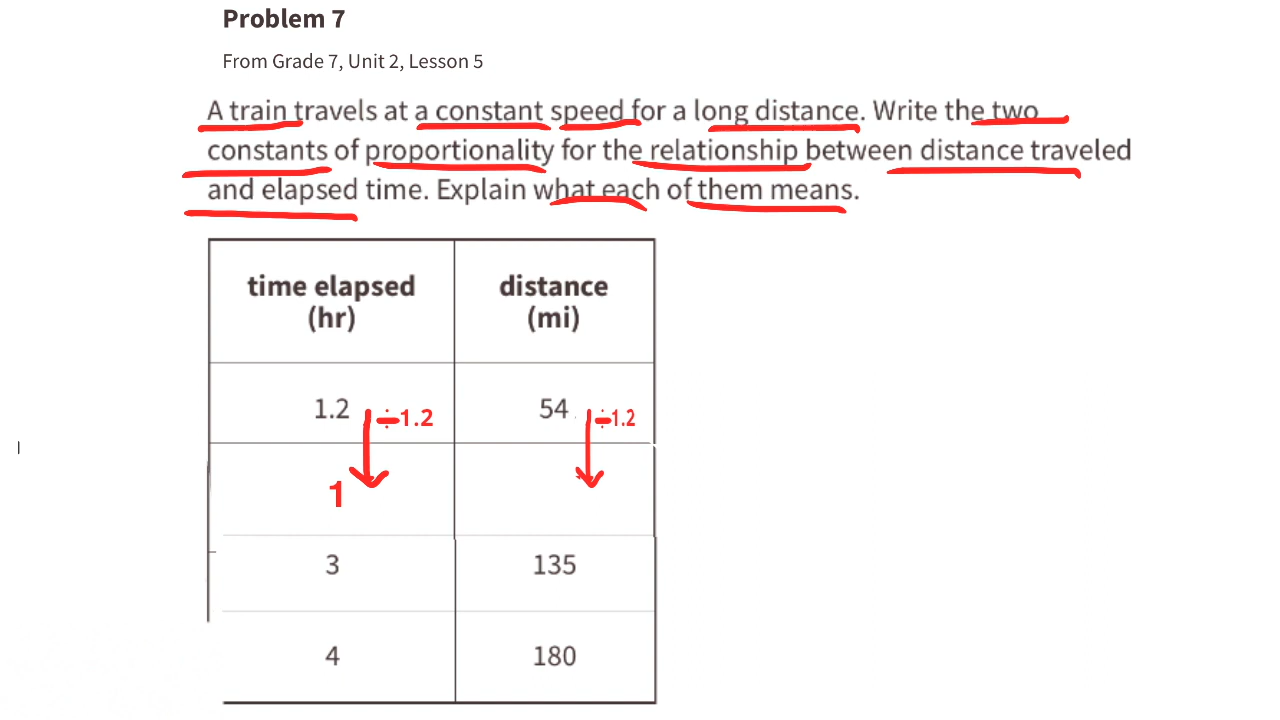 Problem 7
From Grade 7, Unit 2, Lesson 5
A train travels at a constant speed for a long distance. Write the two
constants of proportionality for the relationship between distance traveled
and elapsed time. Explain what each of them means.
time elapsed (hr) distance (mi)
1.2 ÷1.2 54 ÷1.2
1
3 135
4 180